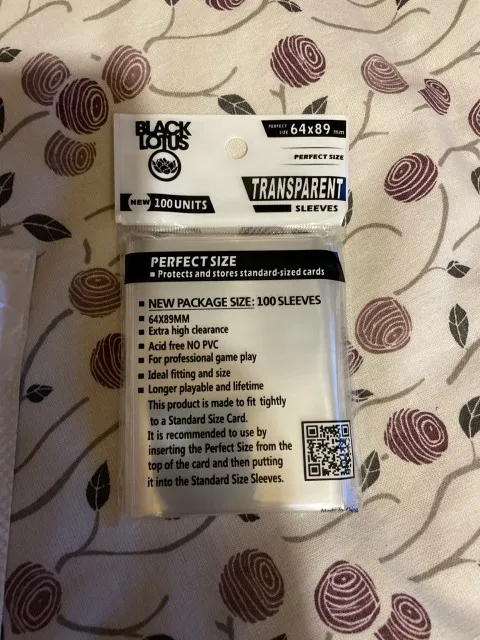 BLACK
LOTUS
PERFECT
SIZE 64x89 mm
PERFECT SIZE
TRANSPARENT
SLEEVES
NEW 100 UNITS
PERFECT SIZE
▪ Protects and stores standard-sized cards
▪ NEW PACKAGE SIZE: 100 SLEEVES
▪ 64X89MM
▪ Extra high clearance
▪ Acid free NO PVC
▪ For professional game play
▪ Ideal fitting and size
▪ Longer playable and lifetime
This product is made to fit tightly
to a Standard Size Card.
It is recommended to use by
inserting the Perfect Size from the
top of the card and then putting
it into the Standard Size Sleeves.
Made In